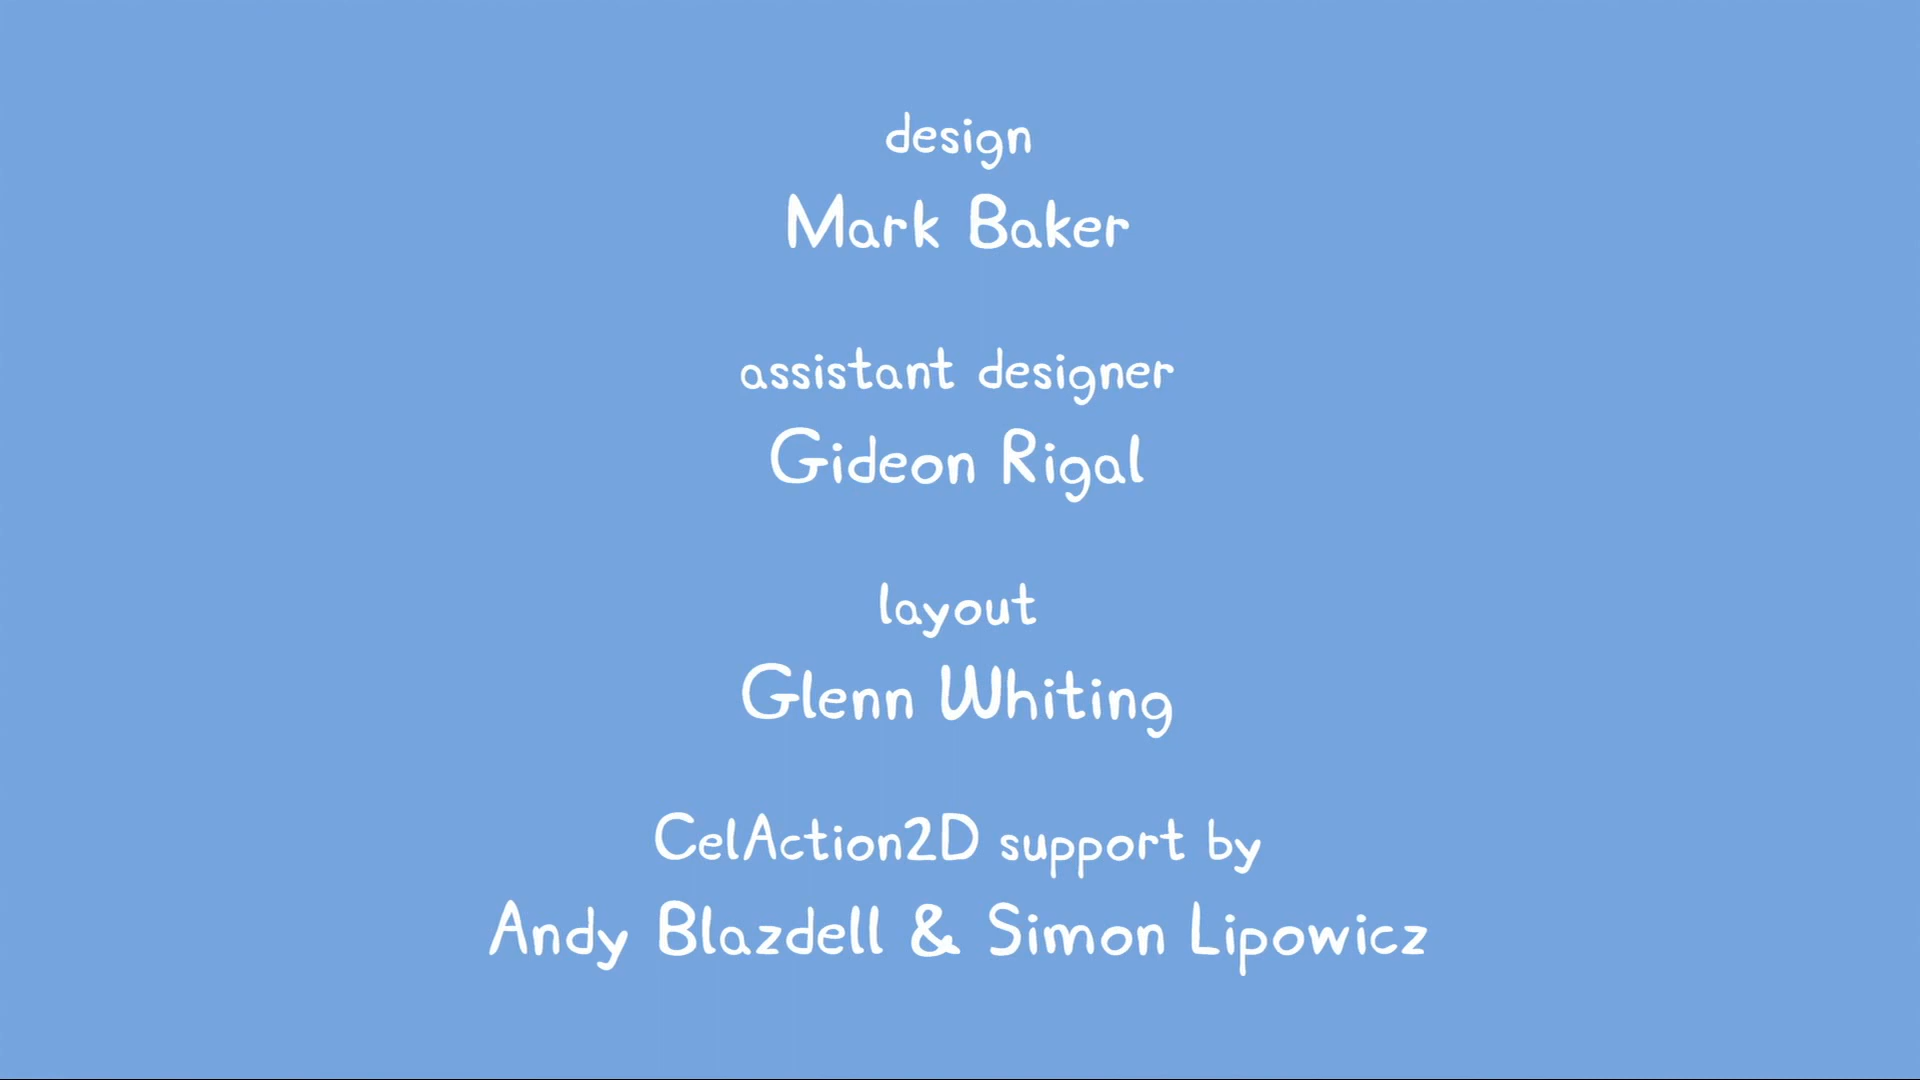 design
Mark Baker
assistant designer
Gideon Rigal
layout
Glenn Whiting
CelAction2D support by
Andy Blazdell & Simon Lipowicz